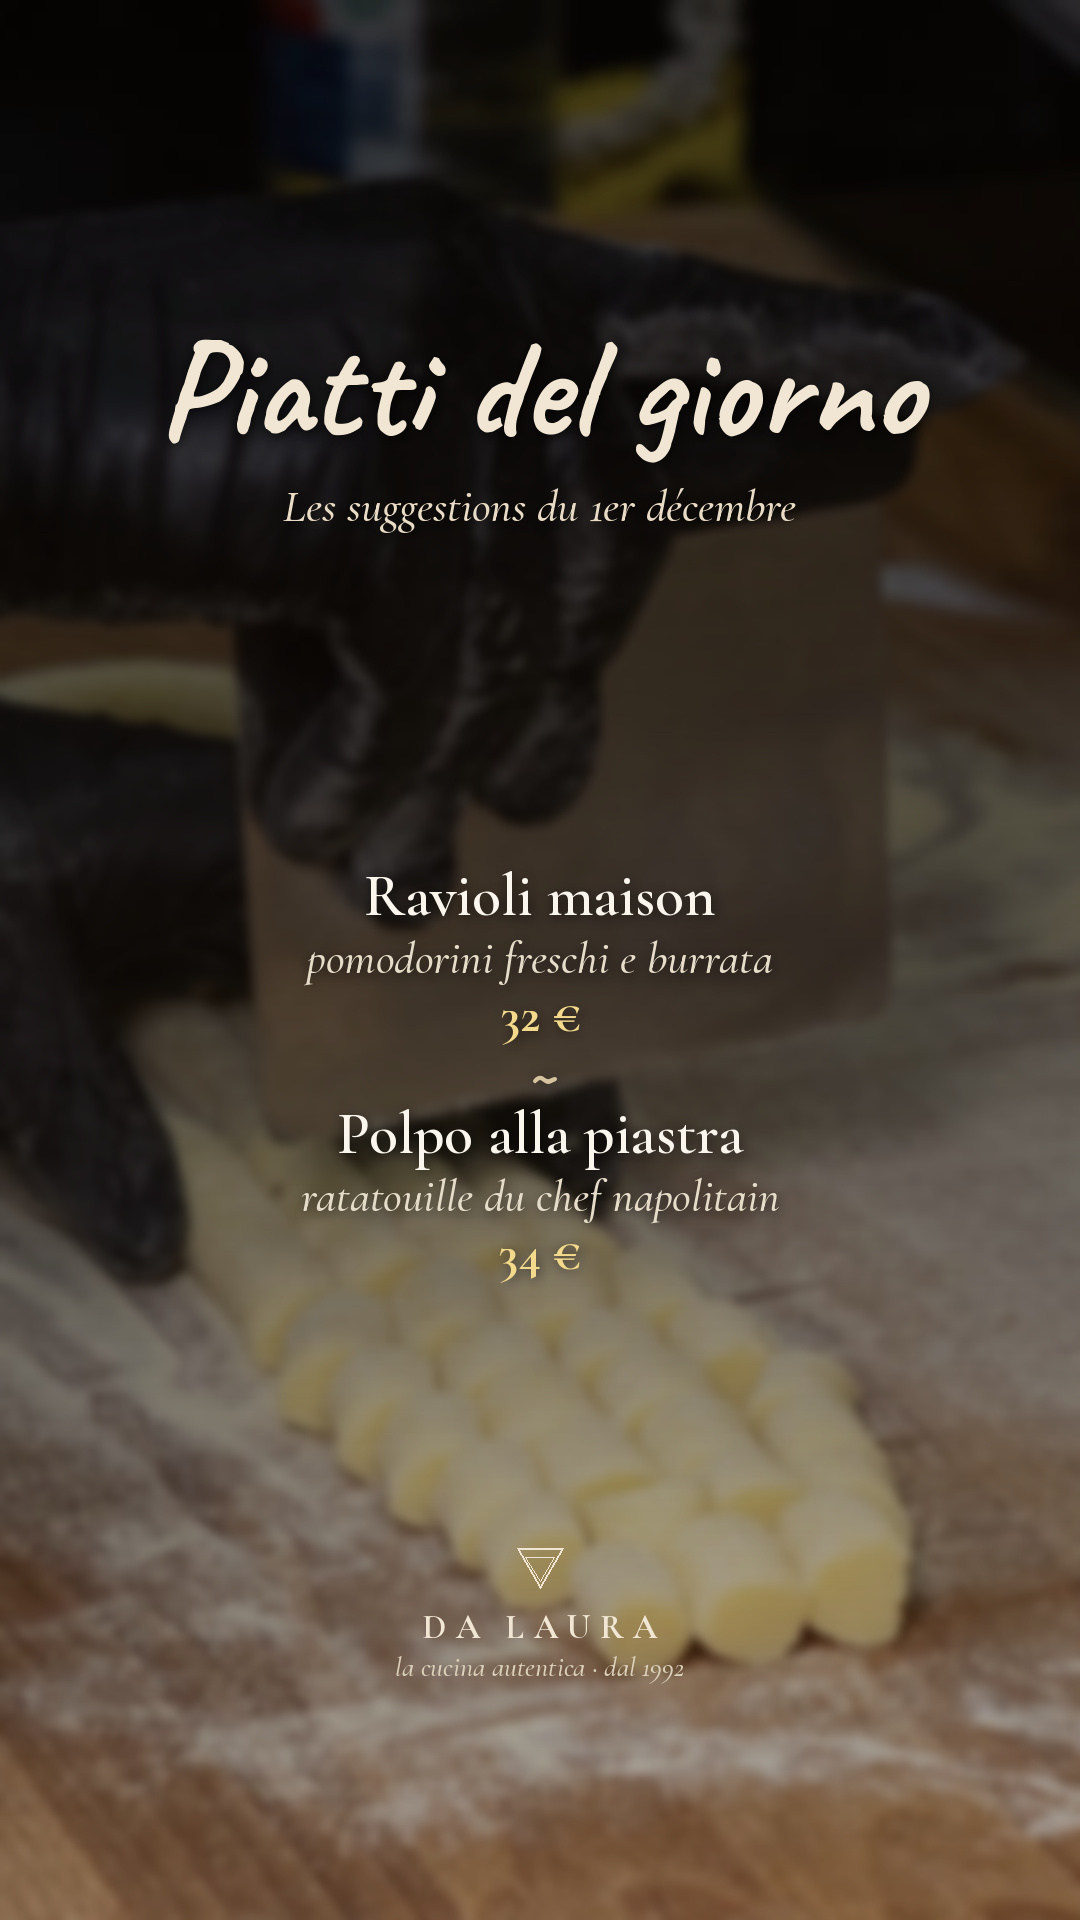 Piatti del giorno
Les suggestions du 1er décembre
Ravioli maison
pomodorini freschi e burrata
32 €
~
Polpo alla piastra
ratatouille du chef napolitain
34 €
DA LAURA
la cucina autentica · dal 1992